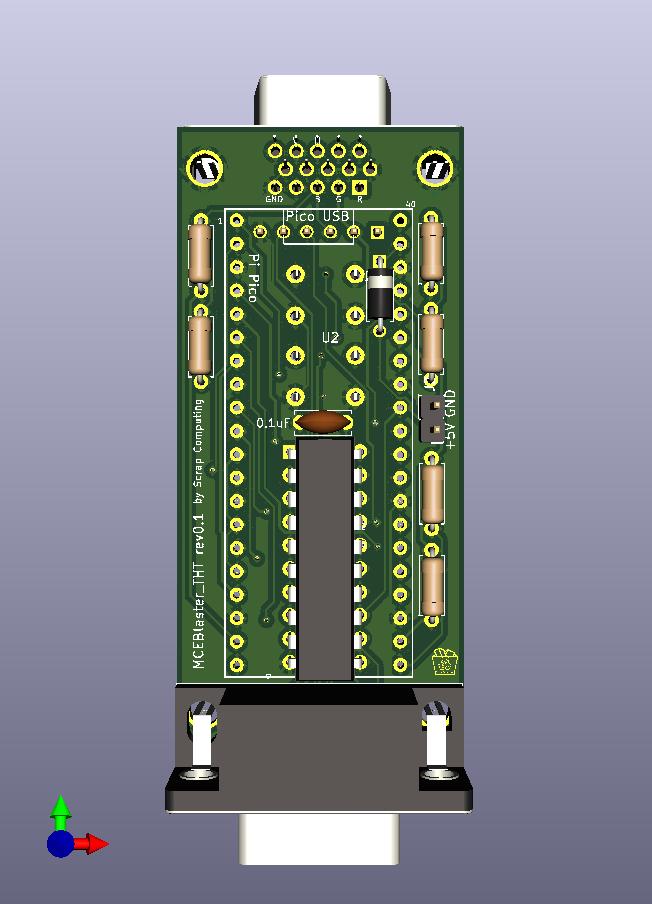 GND
B
G
R
40
1
Pico USB
Pi Pico
U2
0.1uF
+5V GND
MCEBlaster_THT rev0.1 by Scrap Computing